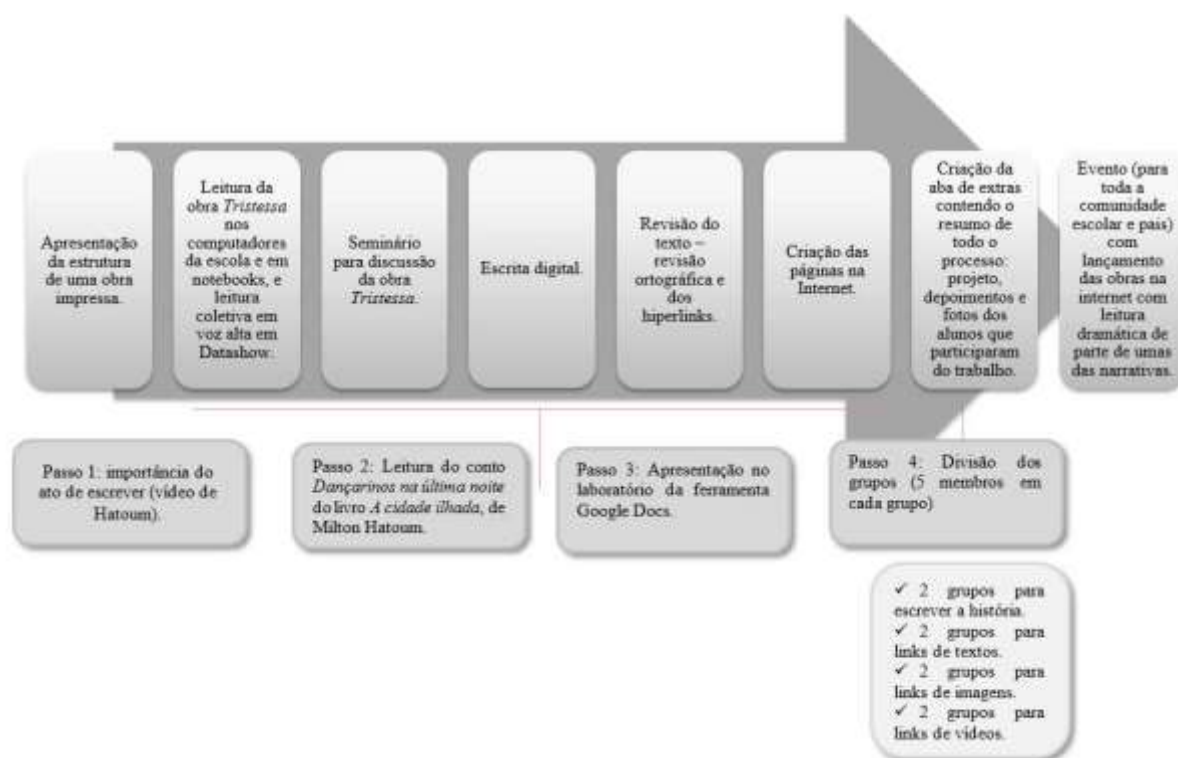 Apresentação
da estrutura
de uma obra
impressa.
Leitura da
obra Tristessa
nos
computadores
da escola e em
notebooks, e
leitura
coletiva em
voz alta em
Datashow.
Seminário
para discussão
da obra
Tristessa.
Escrita digital.
Revisão do
texto –
revisão
ortográfica e
dos
hiperlinks.
Criação das
páginas na
Internet.
Criação da
aba de extras
contendo o
resumo de
todo o
processo:
projeto,
depoimentos e
fotos dos
alunos que
participaram
do trabalho.
Evento (para
toda a
comunidade
escolar e pais)
com
lançamento
das obras na
internet com
leitura
dramática de
parte de umas
das narrativas.
Passo 1: importância do
ato de escrever (vídeo de
Hatoum).
Passo 2: Leitura do conto
Dançarinos na última noite
do livro A cidade ilhada, de
Milton Hatoum.
Passo 3: Apresentação no
laboratório da ferramenta
Google Docs.
Passo 4: Divisão dos
grupos (5 membros em
cada grupo)
✓ 2 grupos para
escrever a história.
✓ 2 grupos para
links de textos.
✓ 2 grupos para
links de imagens.
✓ 2 grupos para
links de vídeos.